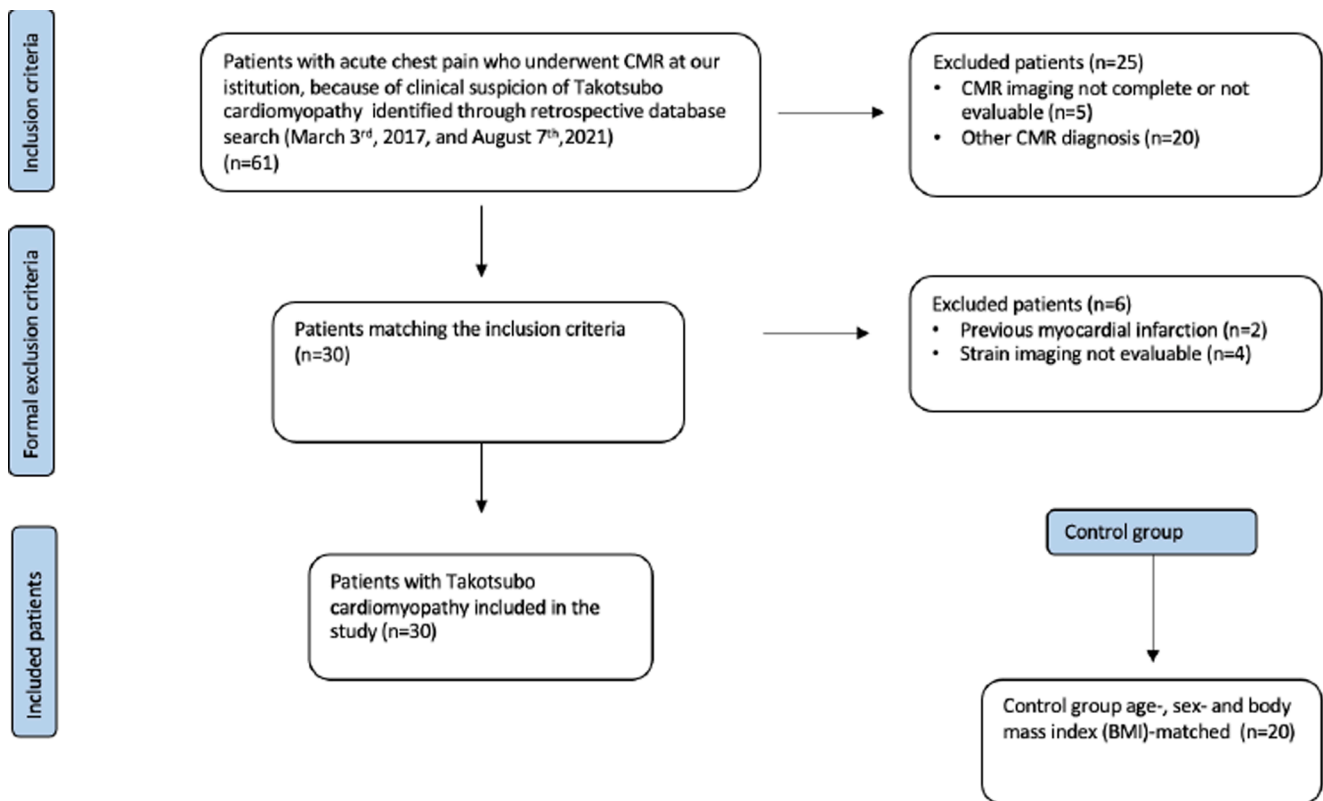 Inclusion criteria
Patients with acute chest pain who underwent CMR at our
istitution, because of clinical suspicion of Takotsubo
cardiomyopathy identified through retrospective database
search (March 3rd, 2017, and August 7th,2021)
(n=61)
Excluded patients (n=25)
• CMR imaging not complete or not
evaluable (n=5)
• Other CMR diagnosis (n=20)
Formal exclusion criteria
Patients matching the inclusion criteria
(n=30)
Excluded patients (n=6)
• Previous myocardial infarction (n=2)
• Strain imaging not evaluable (n=4)
Included patients
Patients with Takotsubo
cardiomyopathy included in the
study (n=30)
Control group
Control group age-, sex- and body
mass index (BMI)-matched (n=20)